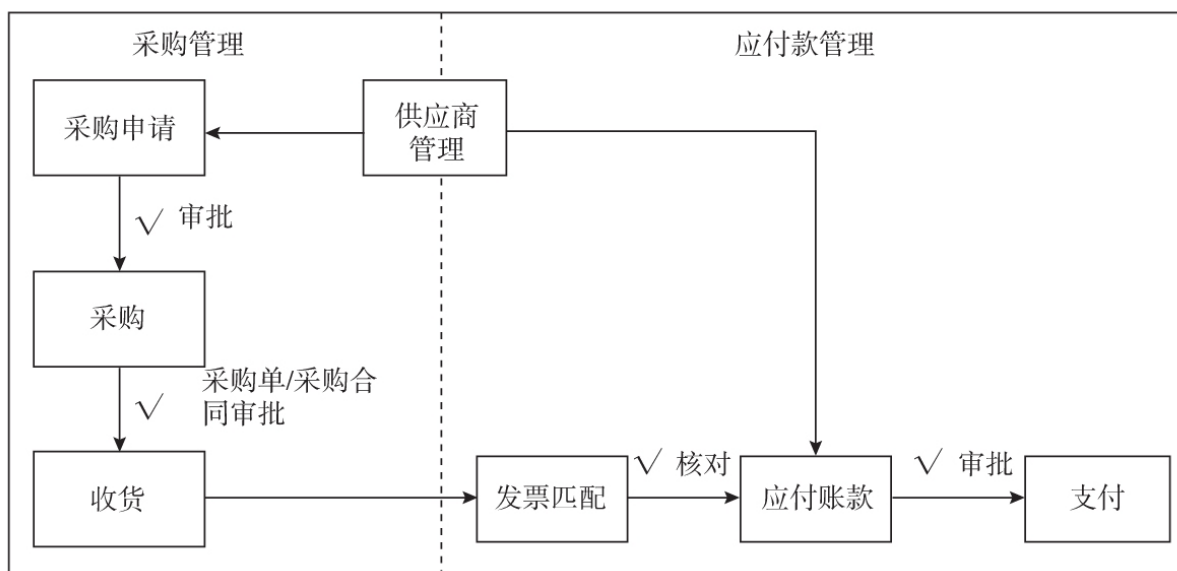 采购管理
应付款管理
采购申请
供应商
管理
√ 审批
采购
采购单/采购合
√ 同审批
收货
发票匹配
√ 核对
应付账款
√ 审批
支付